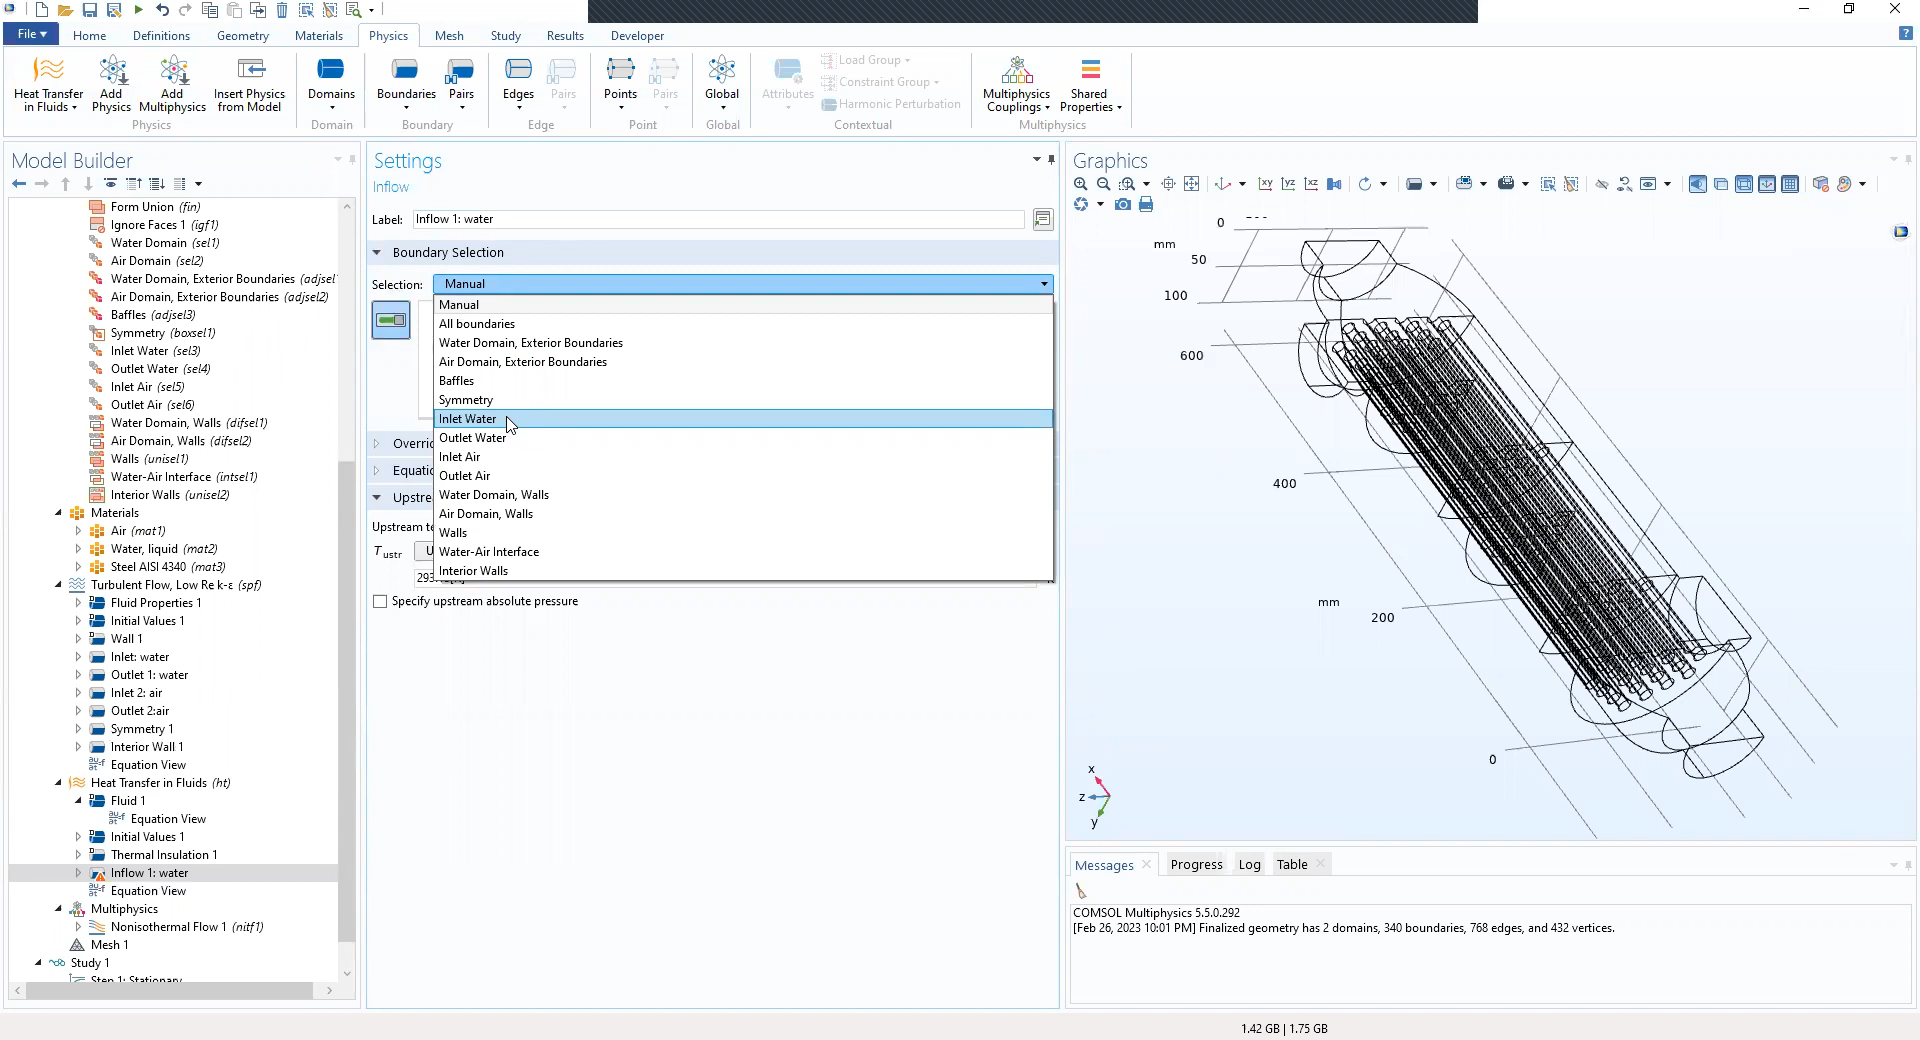 File
Home
Definitions
Geometry
Materials
Physics
Mesh
Study
Results
Developer
?
Heat Transfer
in Fluids
Add
Physics
Add
Multiphysics
Insert Physics
from Model
Physics
Domains
Domain
Boundaries
Pairs
Boundary
Edges
Pairs
Edge
Points
Pairs
Point
Global
Global
Attributes
Load Group
Constraint Group
Harmonic Perturbation
Contextual
Multiphysics
Couplings
Shared
Properties
Multiphysics
Model Builder
Form Union (fin)
Ignore Faces 1 (igf1)
Water Domain (sel1)
Air Domain (sel2)
Water Domain, Exterior Boundaries (adjsel
Air Domain, Exterior Boundaries (adjsel2)
Baffles (adjsel3)
Symmetry (boxsel1)
Inlet Water (sel3)
Outlet Water (sel4)
Inlet Air (sel5)
Outlet Air (sel6)
Water Domain, Walls (difsel1)
Air Domain, Walls (difsel2)
Walls (unisel1)
Water-Air Interface (intsel1)
Interior Walls (unisel2)
Materials
Air (mat1)
Water, liquid (mat2)
Steel AISI 4340 (mat3)
Turbulent Flow, Low Re k-ε (spf)
Fluid Properties 1
Initial Values 1
Wall 1
Inlet: water
Outlet 1: water
Inlet 2: air
Outlet 2:air
Symmetry 1
Interior Wall 1
Equation View
Heat Transfer in Fluids (ht)
Fluid 1
Equation View
Initial Values 1
Thermal Insulation 1
Inflow 1: water
Equation View
Multiphysics
Nonisothermal Flow 1 (nitf1)
Mesh 1
Study 1
Step 1: Stationary
Settings
Inflow
Label: Inflow 1: water
Boundary Selection
Selection: Manual
Manual
All boundaries
Water Domain, Exterior Boundaries
Air Domain, Exterior Boundaries
Baffles
Symmetry
Inlet Water
Outlet Water
Inlet Air
Outlet Air
Water Domain, Walls
Air Domain, Walls
Walls
Water-Air Interface
Interior Walls
Overri
Equatio
Upstre
Upstream te
T ustr
U
293
Specify upstream absolute pressure
Graphics
xy
yz
xz
0
mm
50
100
600
400
mm
200
0
x
z
y
Messages
Progress
Log
Table
COMSOL Multiphysics 5.5.0.292
[Feb 26, 2023 10:01 PM] Finalized geometry has 2 domains, 340 boundaries, 768 edges, and 432 vertices.
1.42 GB | 1.75 GB